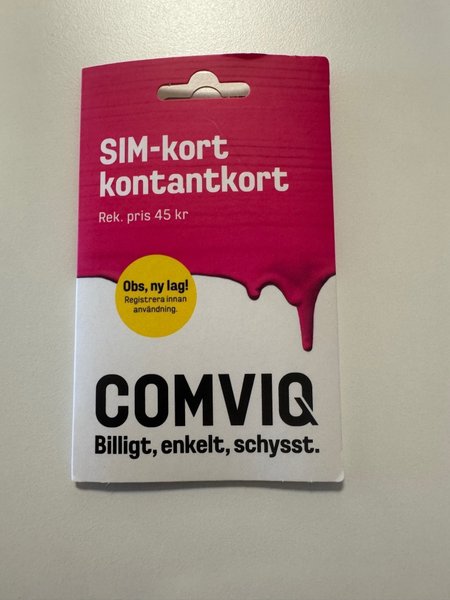 SIM-kort
kontantkort
Rek. pris 45 kr
Obs, ny lag!
Registrera innan
användning.
COMVIQ
Billigt, enkelt, schysst.